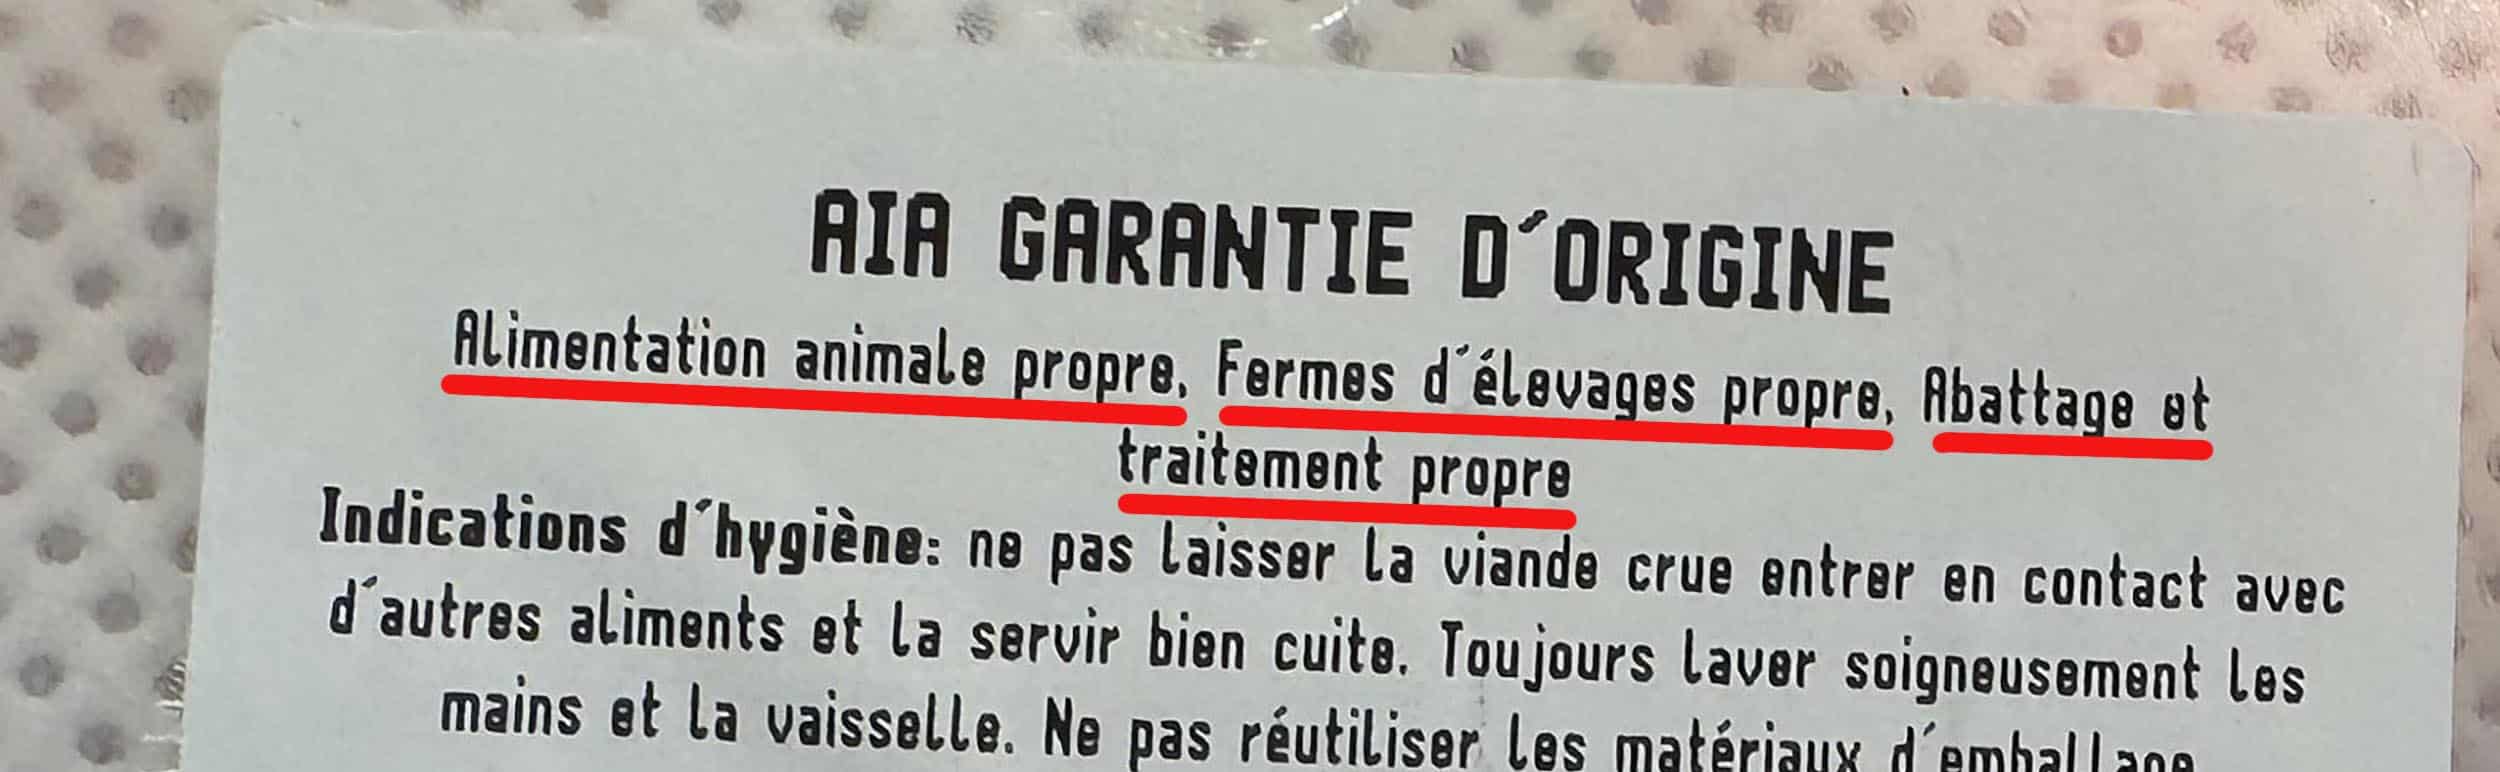 AIA GARANTIE D´ORIGINE
Alimentation animale propre, Fermes d´élevages propre, Abattage et
traitement propre
Indications d´hygiène: ne pas laisser la viande crue entrer en contact avec
d´autres aliments et la servir bien cuite. Toujours laver soigneusement les
mains et la vaisselle. Ne pas réutiliser les matériaux d´emballage